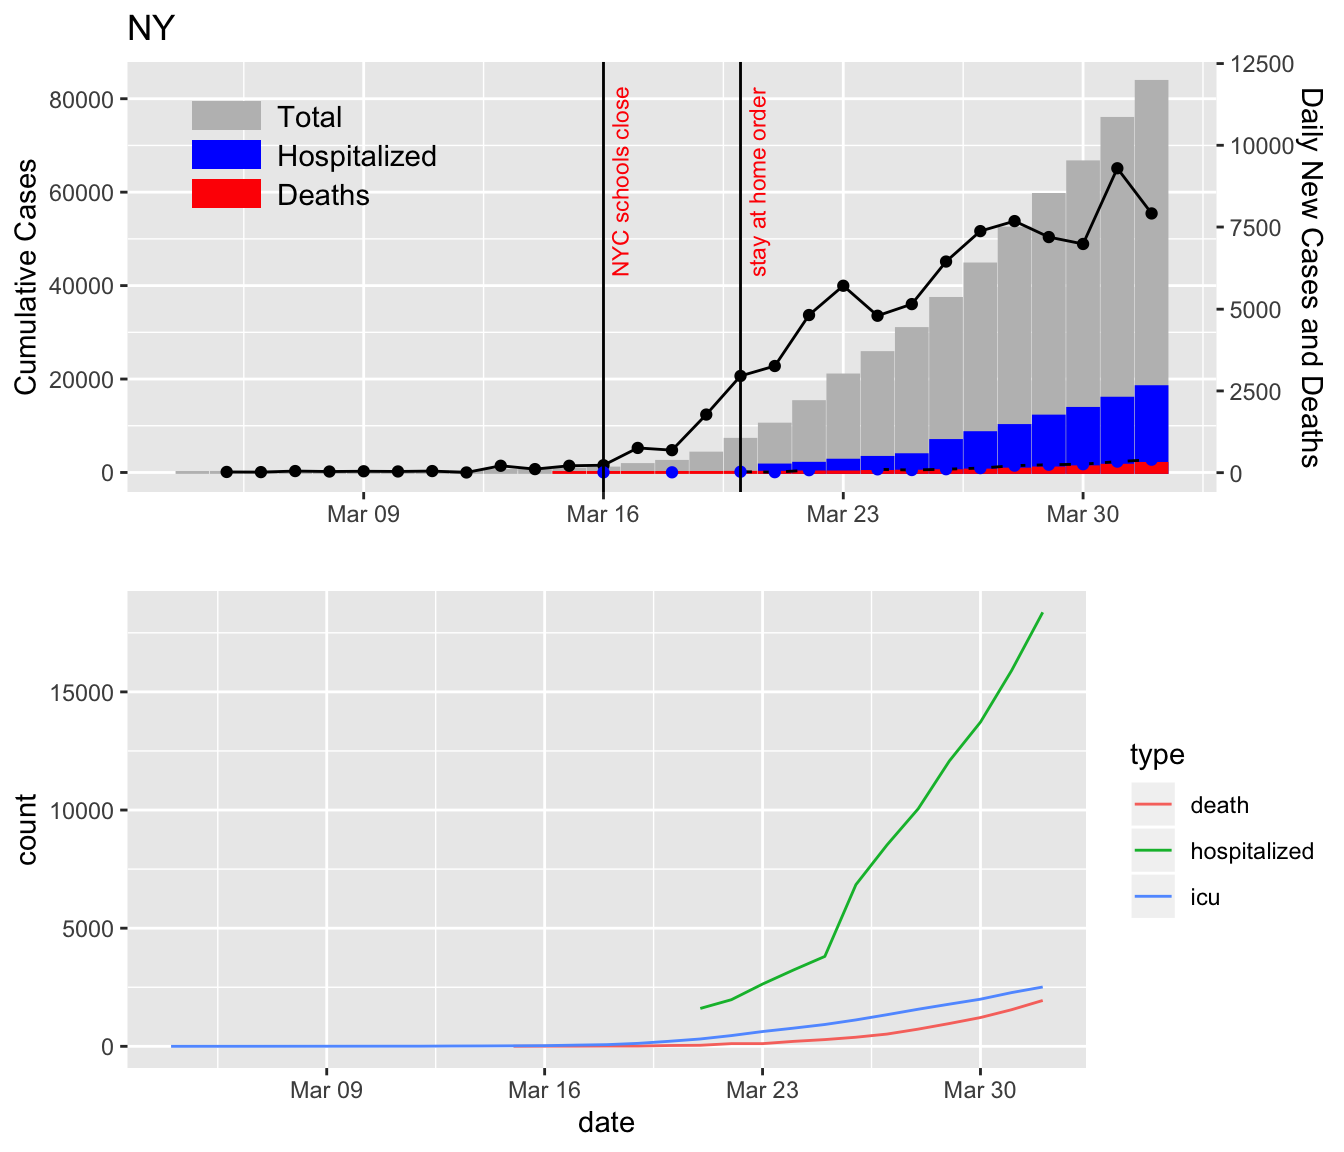 NY
Cumulative Cases
80000
60000
40000
20000
0
Total
Hospitalized
Deaths
NYC schools close
stay at home order
12500
10000
7500
5000
2500
0
Daily New Cases and Deaths
Mar 09
Mar 16
Mar 23
Mar 30
count
15000
10000
5000
0
Mar 09
Mar 16
Mar 23
Mar 30
date
type
death
hospitalized
icu